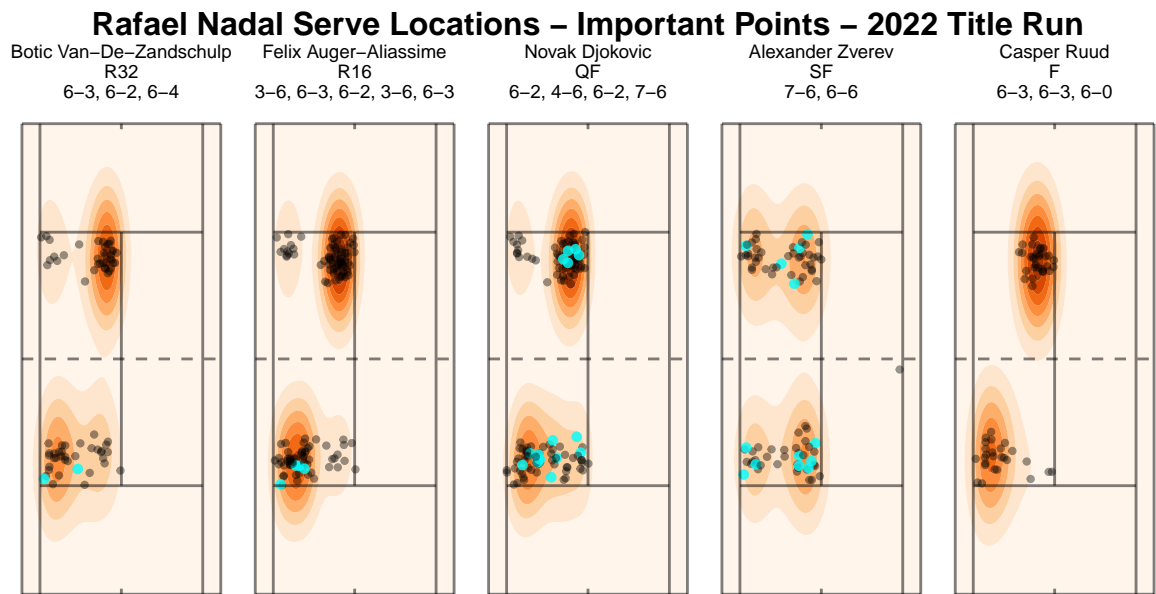 Rafael Nadal Serve Locations – Important Points – 2022 Title Run
Botic Van–De–Zandschulp
R32
6–3, 6–2, 6–4
Felix Auger–Aliassime
R16
3–6, 6–3, 6–2, 3–6, 6–3
Novak Djokovic
QF
6–2, 4–6, 6–2, 7–6
Alexander Zverev
SF
7–6, 6–6
Casper Ruud
F
6–3, 6–3, 6–0